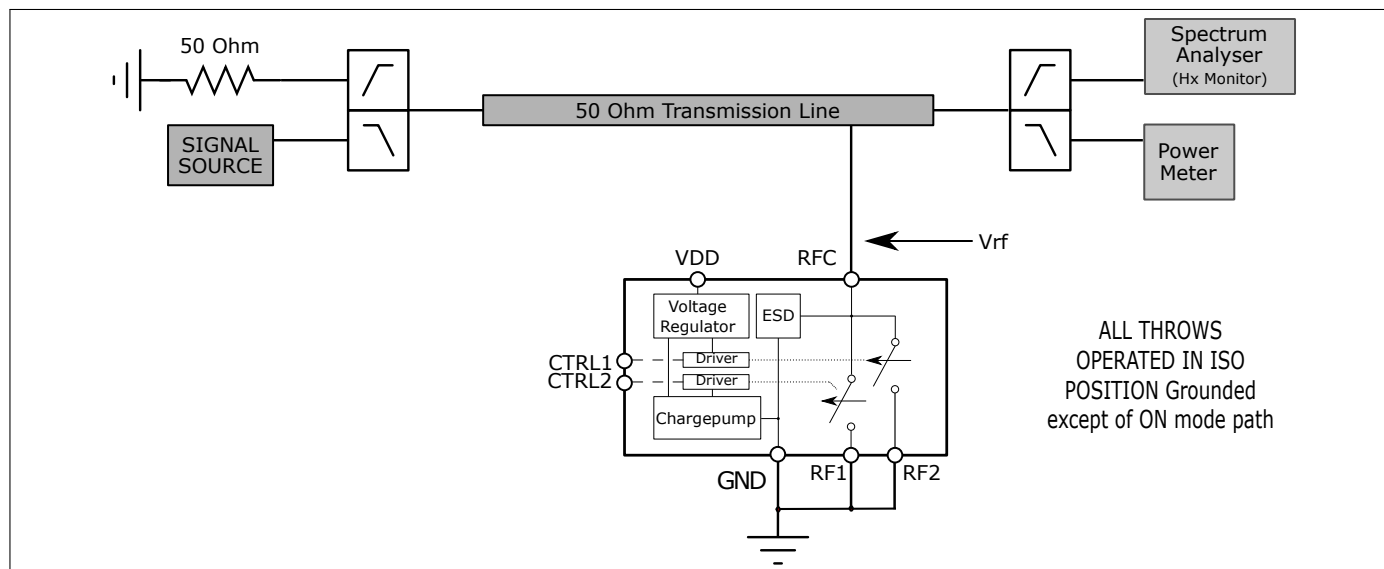 50 Ohm
SIGNAL
SOURCE
50 Ohm Transmission Line
Spectrum
Analyser
(Hx Monitor)
Power
Meter
Vrf
VDD
RFC
Voltage
Regulator
ESD
CTRL1
Driver
CTRL2
Driver
Chargepump
GND
RF1
RF2
ALL THROWS
OPERATED IN ISO
POSITION Grounded
except of ON mode path